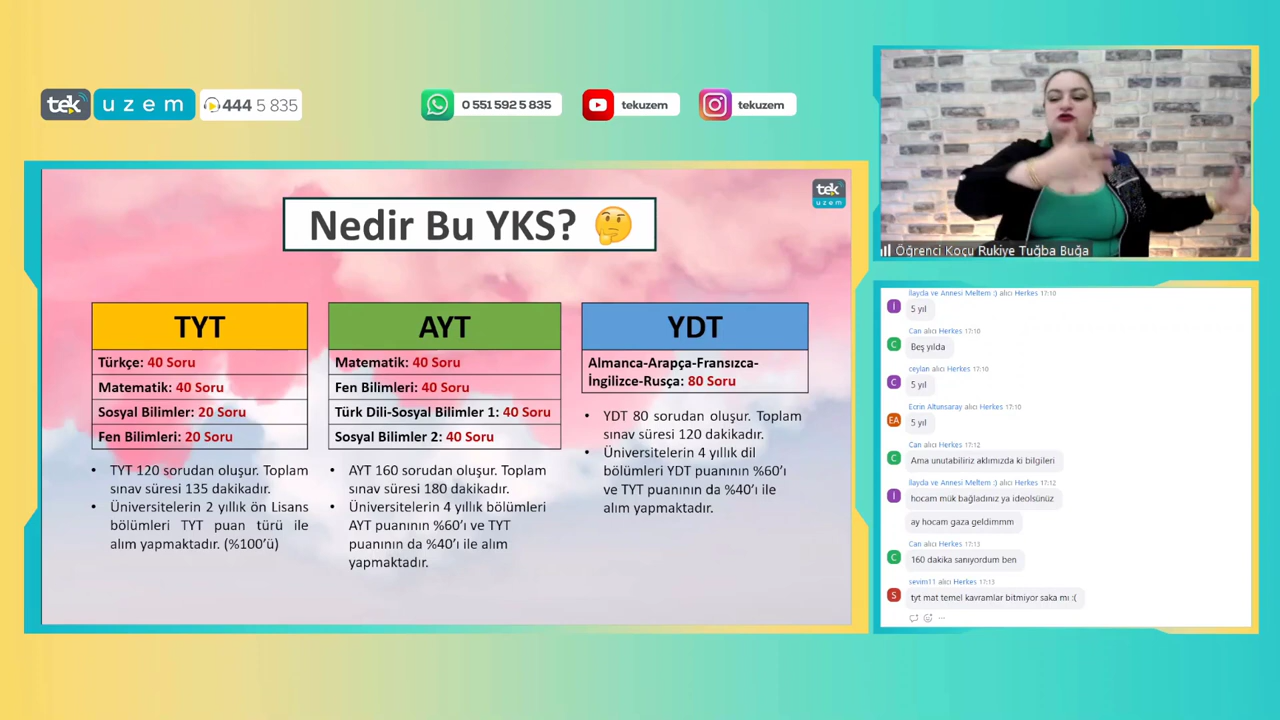 tek
uzem
444 5 835
0 551 592 5 835
tekuzem
tekuzem
tek
uzem
Nedir Bu YKS?
TYT
Türkçe: 40 Soru
Matematik: 40 Soru
Sosyal Bilimler: 20 Soru
Fen Bilimleri: 20 Soru
• TYT 120 sorudan oluşur. Toplam
sınav süresi 135 dakikadır.
• Üniversitelerin 2 yıllık ön Lisans
bölümleri TYT puan türü ile
alım yapmaktadır. (%100'ü)
AYT
Matematik: 40 Soru
Fen Bilimleri: 40 Soru
Türk Dili-Sosyal Bilimler 1: 40 Soru
Sosyal Bilimler 2: 40 Soru
• AYT 160 sorudan oluşur. Toplam
sınav süresi 180 dakikadır.
• Üniversitelerin 4 yıllık bölümleri
AYT puanının %60'ı ve TYT
puanının da %40'ı ile alım
yapmaktadır.
YDT
Almanca-Arapça-Fransızca-
İngilizce-Rusça: 80 Soru
• YDT 80 sorudan oluşur. Toplam
sınav süresi 120 dakikadır.
• Üniversitelerin 4 yıllık dil
bölümleri YDT puanının %60'ı
ve TYT puanının da %40'ı ile
alım yapmaktadır.
Öğrenci Koçu Rukiye Tuğba Buğa
İlayda ve Annesi Meltem :) alıcı Herkes 17:10
İ
5 yıl
Can alıcı Herkes 17:10
C
Beş yılda
ceylan alıcı Herkes 17:10
C
5 yıl
Ecrin Altunsaray alıcı Herkes 17:10
EA
5 yıl
Can alıcı Herkes 17:12
C
Ama unutabiliriz aklımızda ki bilgileri
İlayda ve Annesi Meltem :) alıcı Herkes 17:12
İ
hocam mük bağladınız ya ideolsünüz
ay hocam gaza geldimmm
Can alıcı Herkes 17:13
C
160 dakika sanıyordum ben
sevim11 alıcı Herkes 17:13
S
tyt mat temel kavramlar bitmiyor saka mı :(